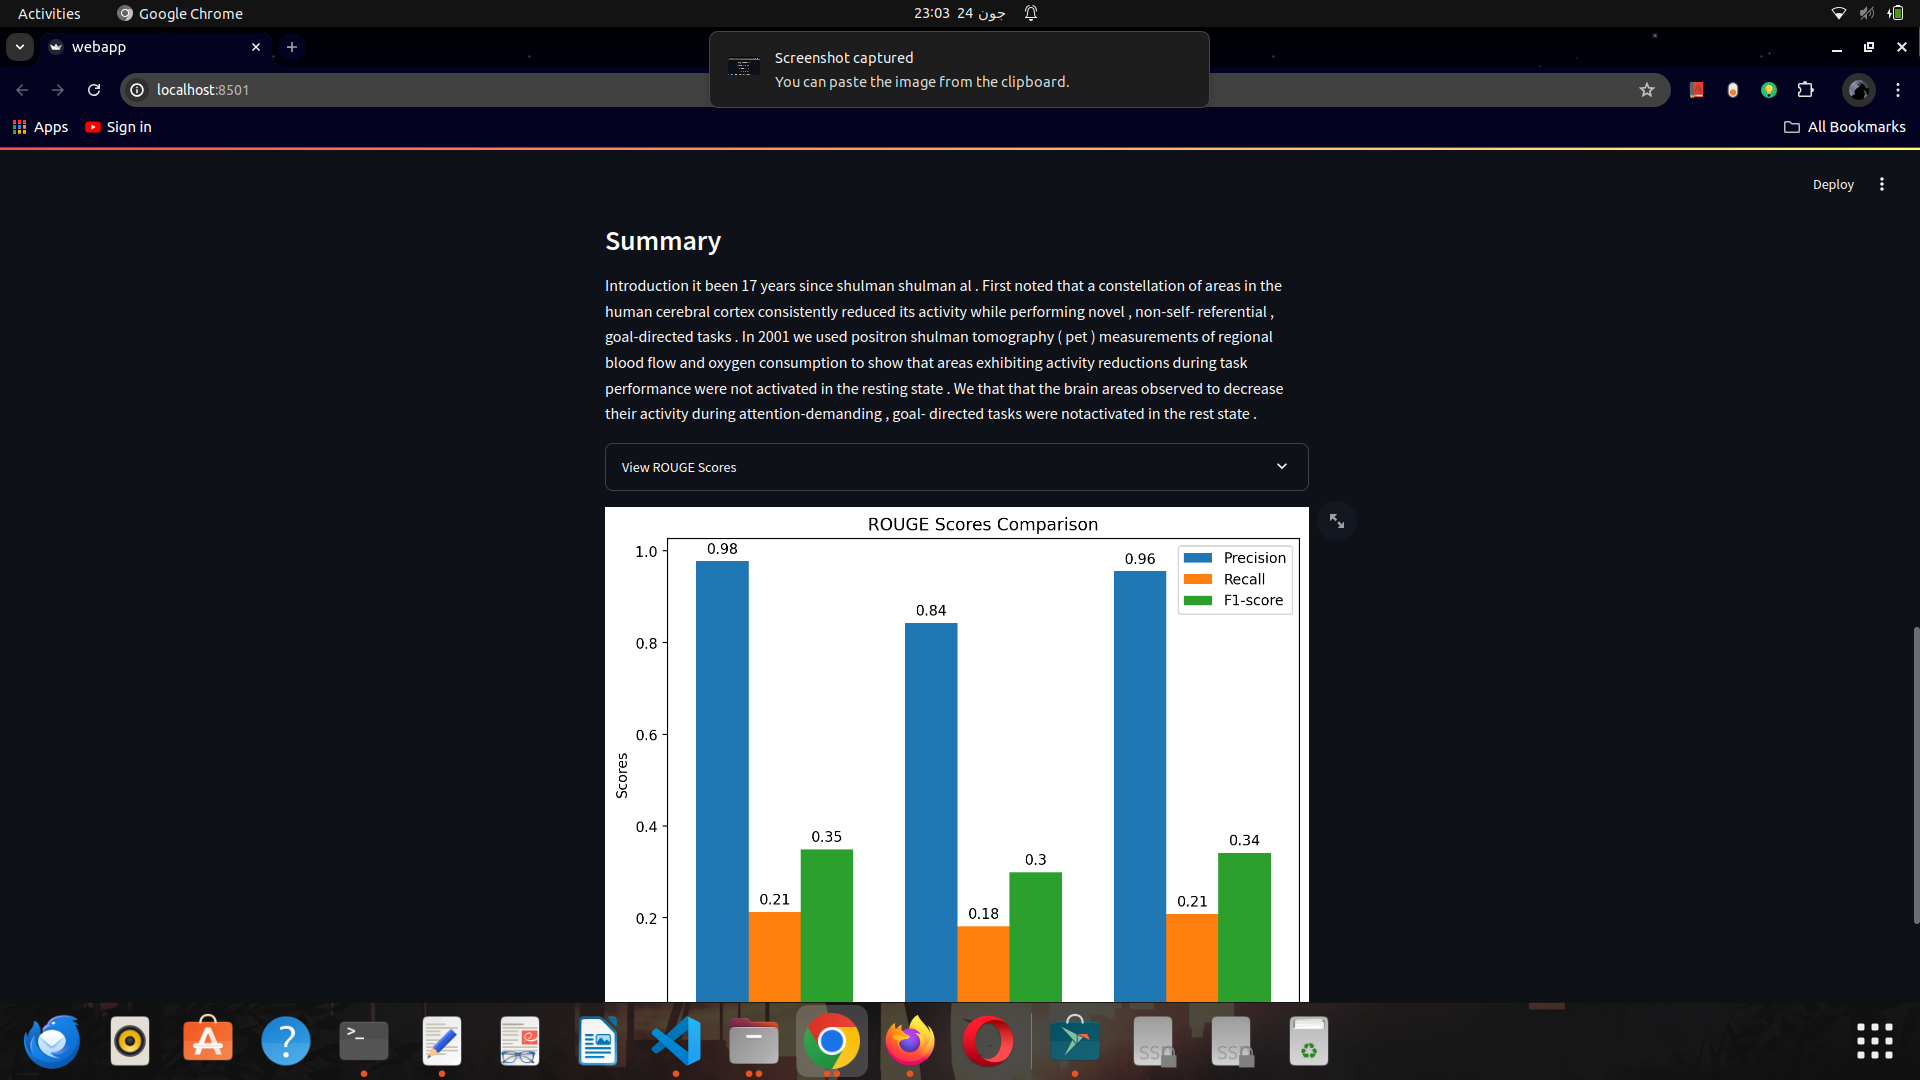 Activities
Google Chrome
23:03 24 جون
webapp
Screenshot captured
You can paste the image from the clipboard.
localhost:8501
Apps
Sign in
All Bookmarks
Deploy
Summary
Introduction it been 17 years since shulman shulman al . First noted that a constellation of areas in the
human cerebral cortex consistently reduced its activity while performing novel , non-self- referential ,
goal-directed tasks . In 2001 we used positron shulman tomography ( pet ) measurements of regional
blood flow and oxygen consumption to show that areas exhibiting activity reductions during task
performance were not activated in the resting state . We that that the brain areas observed to decrease
their activity during attention-demanding , goal- directed tasks were notactivated in the rest state .
View ROUGE Scores
ROUGE Scores Comparison
1.0
0.8
0.6
0.4
0.2
Scores
0.98
0.21
0.35
0.84
0.18
0.3
0.96
0.21
0.34
Precision
Recall
F1-score
SSD
SSD